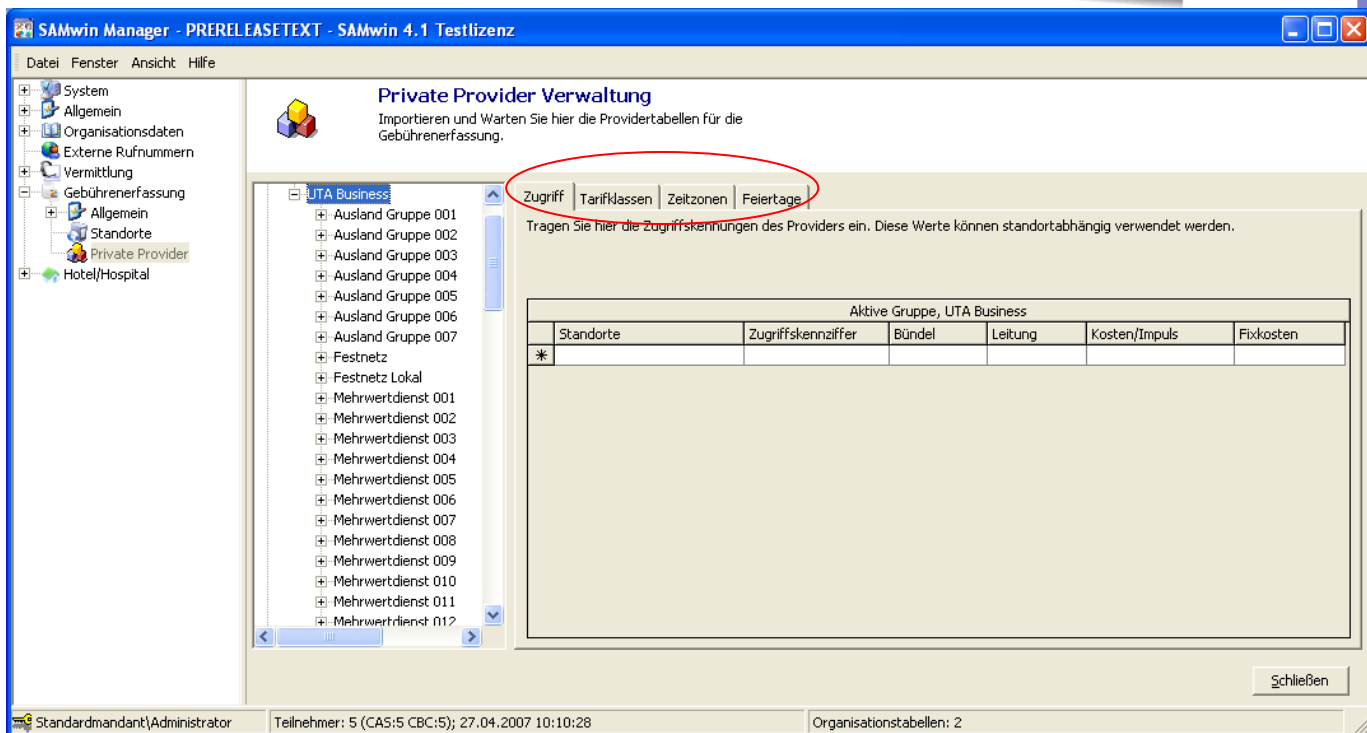 SAMwin Manager - PRERELEASETEXT - SAMwin 4.1 Testlizenz
Datei Fenster Ansicht Hilfe
System
Allgemein
Organisationsdaten
Externe Rufnummern
Vermittlung
Gebührenerfassung
Allgemein
Standorte
Private Provider
Hotel/Hospital
Private Provider Verwaltung
Importieren und Warten Sie hier die Providertabellen für die
Gebührenerfassung.
UTA Business
Ausland Gruppe 001
Ausland Gruppe 002
Ausland Gruppe 003
Ausland Gruppe 004
Ausland Gruppe 005
Ausland Gruppe 006
Ausland Gruppe 007
Festnetz
Festnetz Lokal
Mehrwertdienst 001
Mehrwertdienst 002
Mehrwertdienst 003
Mehrwertdienst 004
Mehrwertdienst 005
Mehrwertdienst 006
Mehrwertdienst 007
Mehrwertdienst 008
Mehrwertdienst 009
Mehrwertdienst 010
Mehrwertdienst 011
Mehrwertdienst 012
Zugriff Tarifklassen Zeitzonen Feiertage
Tragen Sie hier die Zugriffskennungen des Providers ein. Diese Werte können standortabhängig verwendet werden.
Aktive Gruppe, UTA Business
Standorte Zugriffskennziffer Bündel Leitung Kosten/Impuls Fixkosten
Schließen
Standardmandant\Administrator Teilnehmer: 5 (CAS:5 CBC:5); 27.04.2007 10:10:28 Organisationstabellen: 2